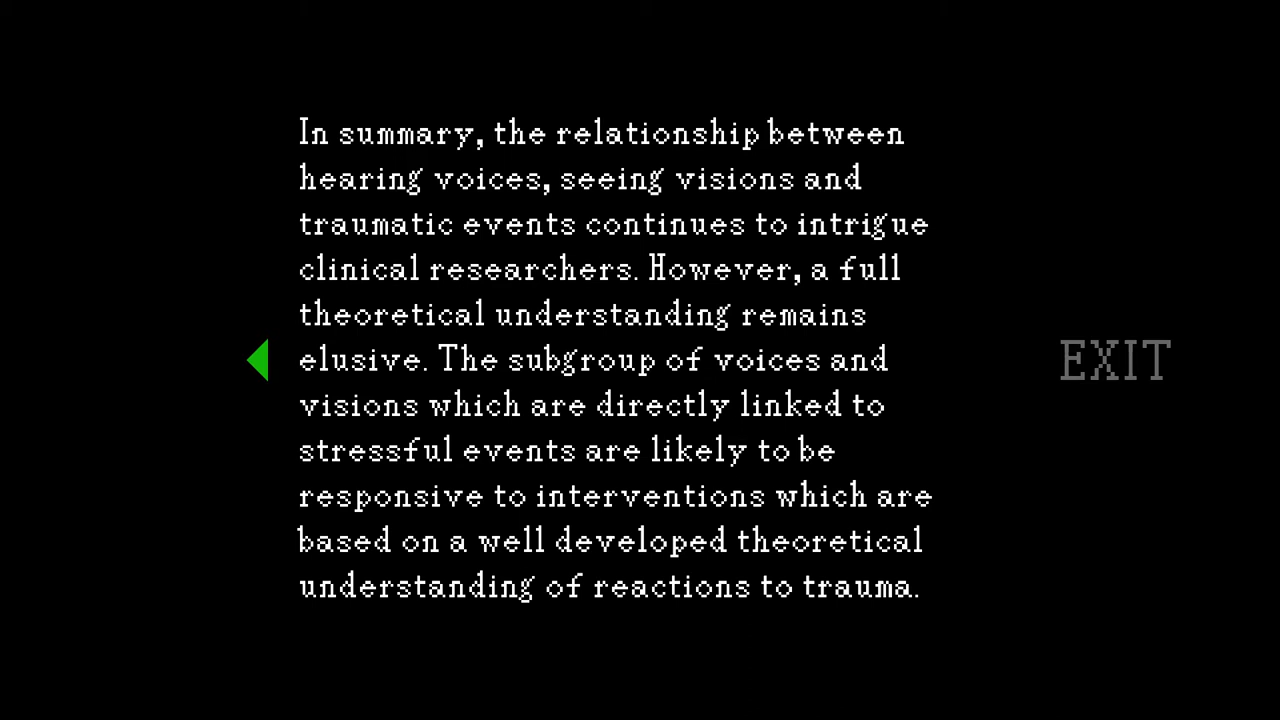 In summary, the relationship between
hearing voices, seeing visions and
traumatic events continues to intrigue
clinical researchers. However, a full
theoretical understanding remains
elusive. The subgroup of voices and
visions which are directly linked to
stressful events are likely to be
responsive to interventions which are
based on a well developed theoretical
understanding of reactions to trauma.
EXIT